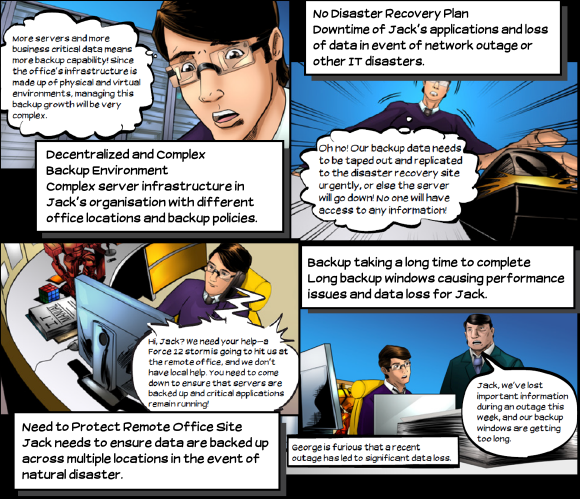 More servers and more
business critical data means
more backup capability! Since
the office's infrastructure is
made up of physical and virtual
environments, managing this
backup growth will be very
complex.
Decentralized and Complex
Backup Environment
Complex server infrastructure in
Jack's organisation with different
office locations and backup policies.
No Disaster Recovery Plan
Downtime of Jack's applications and loss
of data in event of network outage or
other IT disasters.
Oh no! Our backup data needs
to be taped out and replicated
to the disaster recovery site
urgently, or else the server
will go down! No one will have
access to any information!
Hi, Jack? We need your help—a
Force 12 storm is going to hit us at
the remote office, and we don't
have local help. You need to come
down to ensure that servers are
backed up and critical applications
remain running!
Need to Protect Remote Office Site
Jack needs to ensure data are backed up
across multiple locations in the event of
natural disaster.
Backup taking a long time to complete
Long backup windows causing performance
issues and data loss for Jack.
Jack, we've lost
important information
during an outage this
week, and our backup
windows are getting
too long.
George is furious that a recent
outage has led to significant data loss.